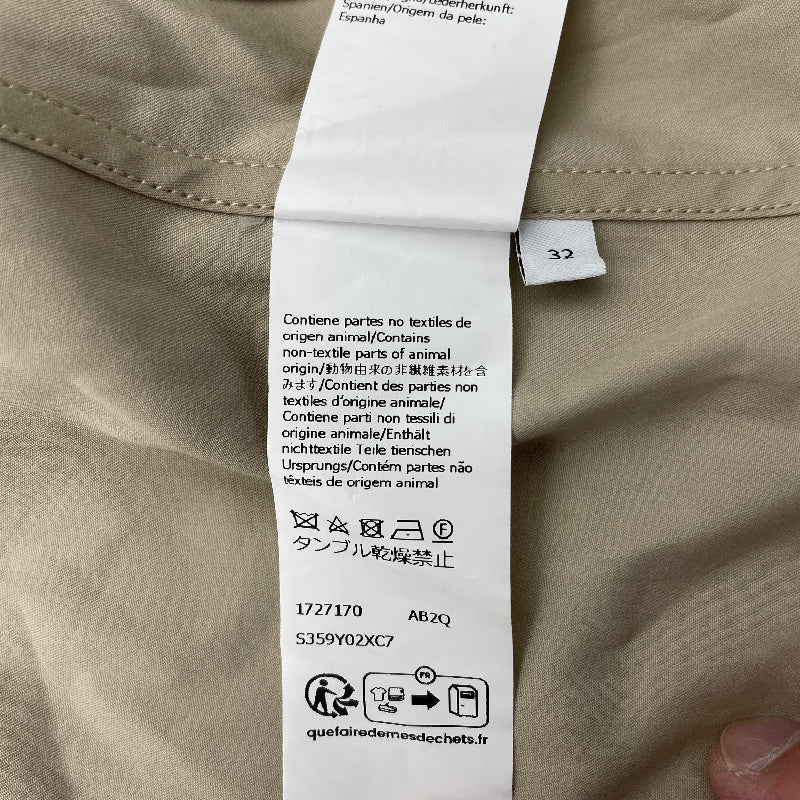 Lederherkunft:
Spanien/Origem da pele:
Espanha
32
Contiene partes no textiles de
origen animal/Contains
non-textile parts of animal
origin/動物由来の非繊維素材を含
みます/Contient des parties non
textiles d'origine animale/
Contiene parti non tessili di
origine animale/Enthält
nichttextile Teile tierischen
Ursprungs/Contém partes não
têxteis de origem animal
F
タンブル乾燥禁止
1727170 AB2Q
S359Y02XC7
FR
quefairedemesdechets.fr